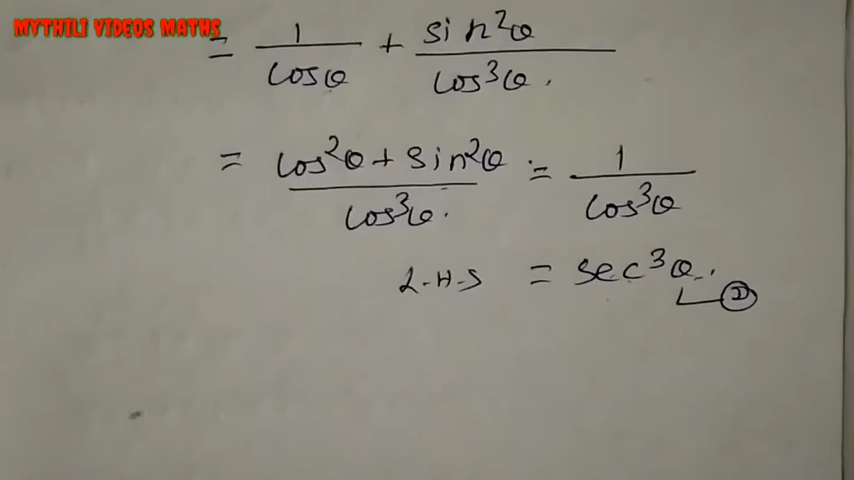 MYTHILI VIDEOS MATHS
= 1/cosθ + sin²θ/cos³θ.
= cos²θ + sin²θ/cos³θ. = 1/cos³θ
L-H-S = sec³θ.
①